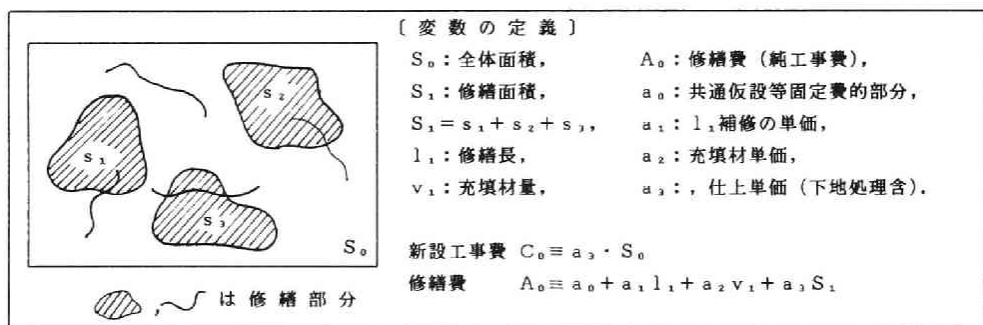 〔変数の定義〕
S₀：全体面積， A₀：修繕費（純工事費），
S₁：修繕面積， a₀：共通仮設等固定費的部分，
S₁＝s₁＋s₂＋s₃， a₁：l₁補修の単価，
l₁：修繕長， a₂：充填材単価，
v₁：充填材量， a₃：，仕上単価（下地処理含）．
s₁
s₂
s₃
S₀
新設工事費 C₀≡a₃・S₀
修繕費 A₀≡a₀＋a₁l₁＋a₂v₁＋a₃S₁
，は修繕部分